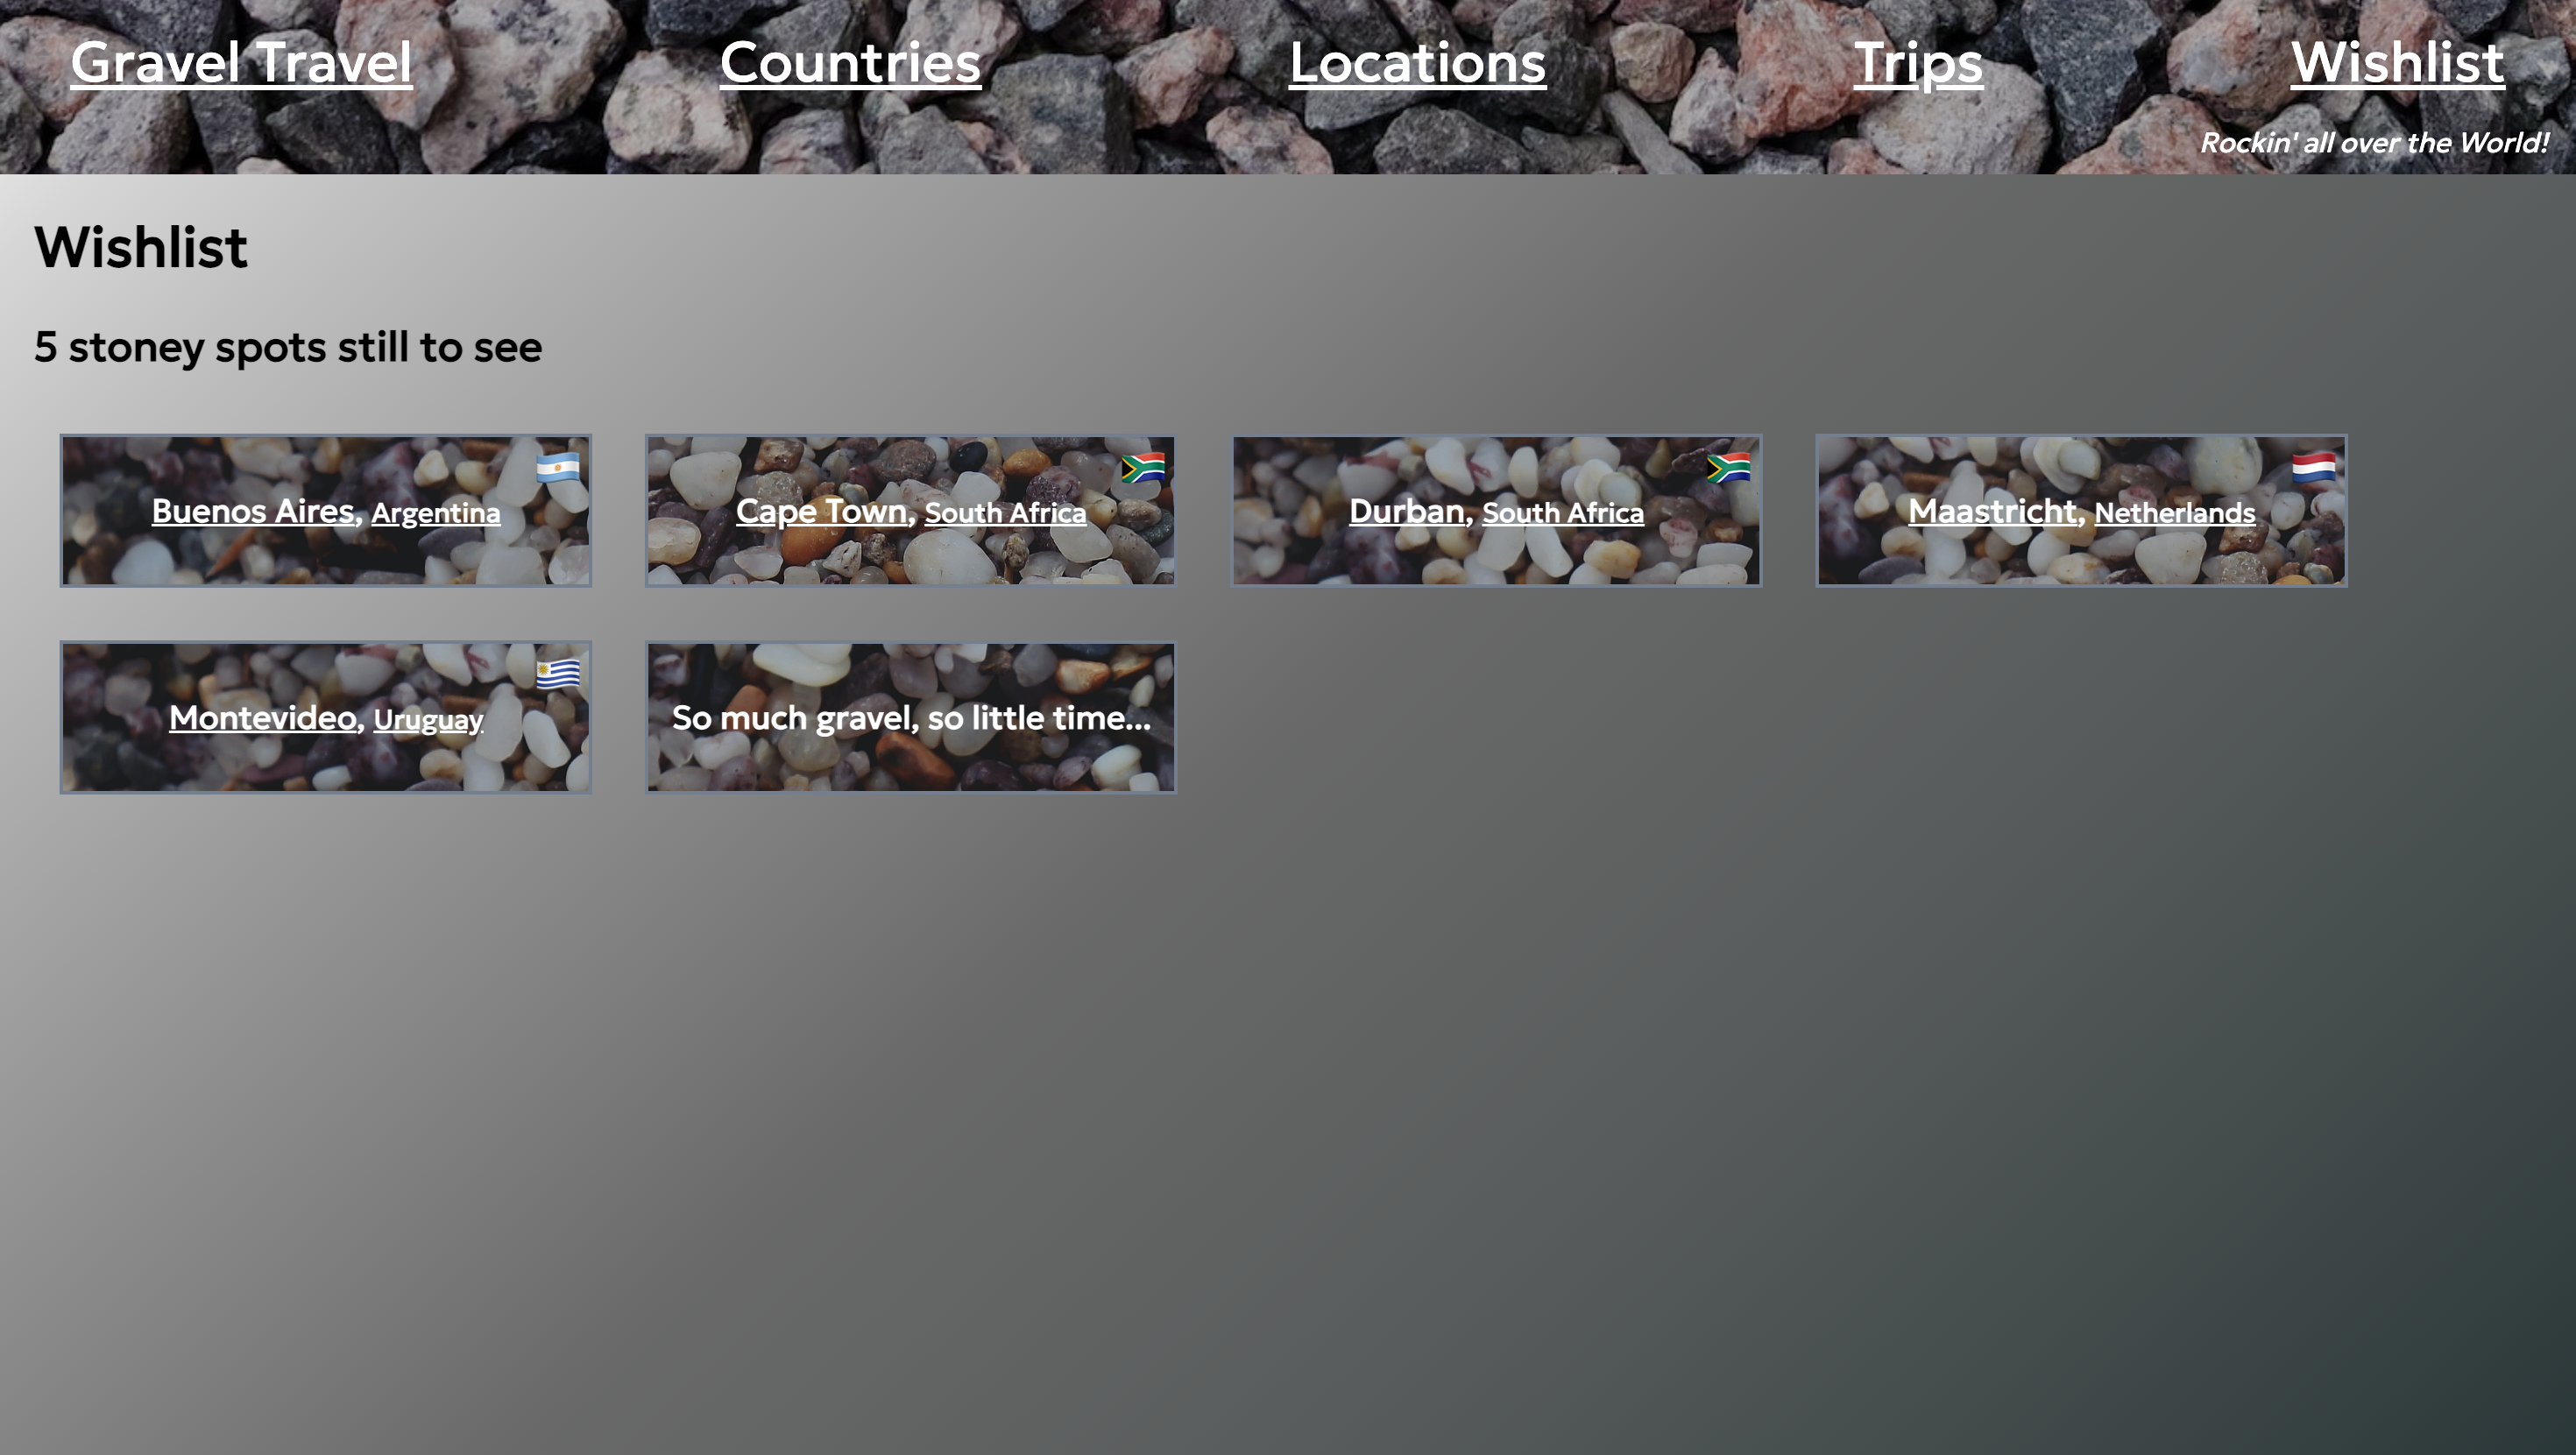 Gravel Travel Countries Locations Trips Wishlist
Rockin' all over the World!
Wishlist
5 stoney spots still to see
Buenos Aires, Argentina
Cape Town, South Africa
Durban, South Africa
Maastricht, Netherlands
Montevideo, Uruguay
So much gravel, so little time...